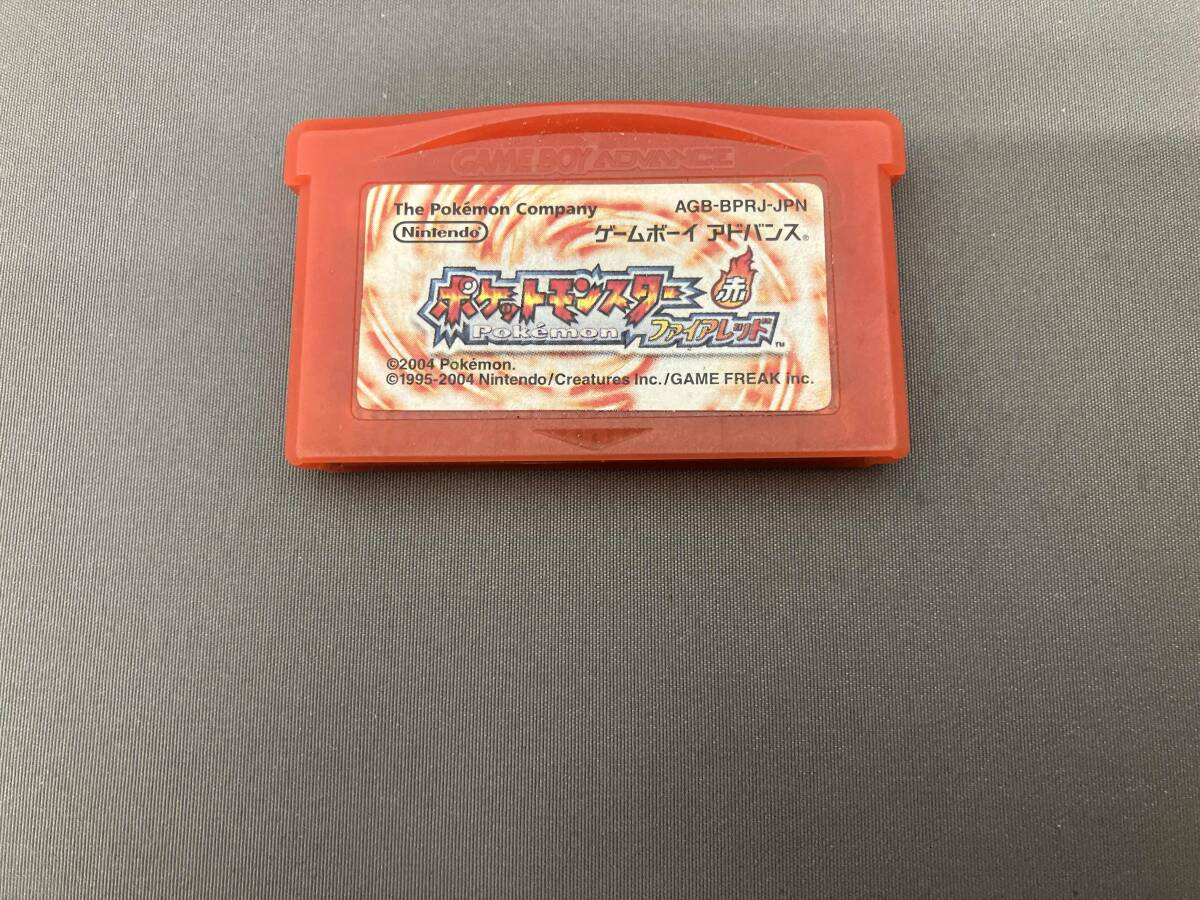 GAME BOY ADVANCE
The Pokémon Company AGB-BPRJ-JPN
Nintendo® ゲームボーイ アドバンス®
ポケットモンスター 赤
Pokémon ファイアレッド™
©2004 Pokémon.
©1995-2004 Nintendo/Creatures Inc./GAME FREAK inc.